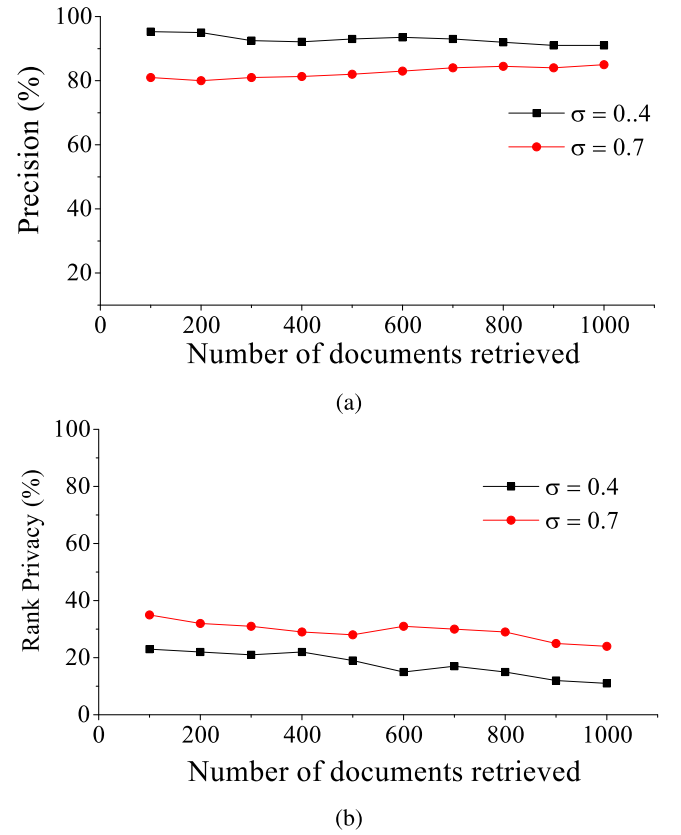 100
80
60
40
20
Precision (%)
σ = 0..4
σ = 0.7
0 200 400 600 800 1000
Number of documents retrieved
(a)
100
80
60
40
20
0
Rank Privacy (%)
σ = 0.4
σ = 0.7
0 200 400 600 800 1000
Number of documents retrieved
(b)